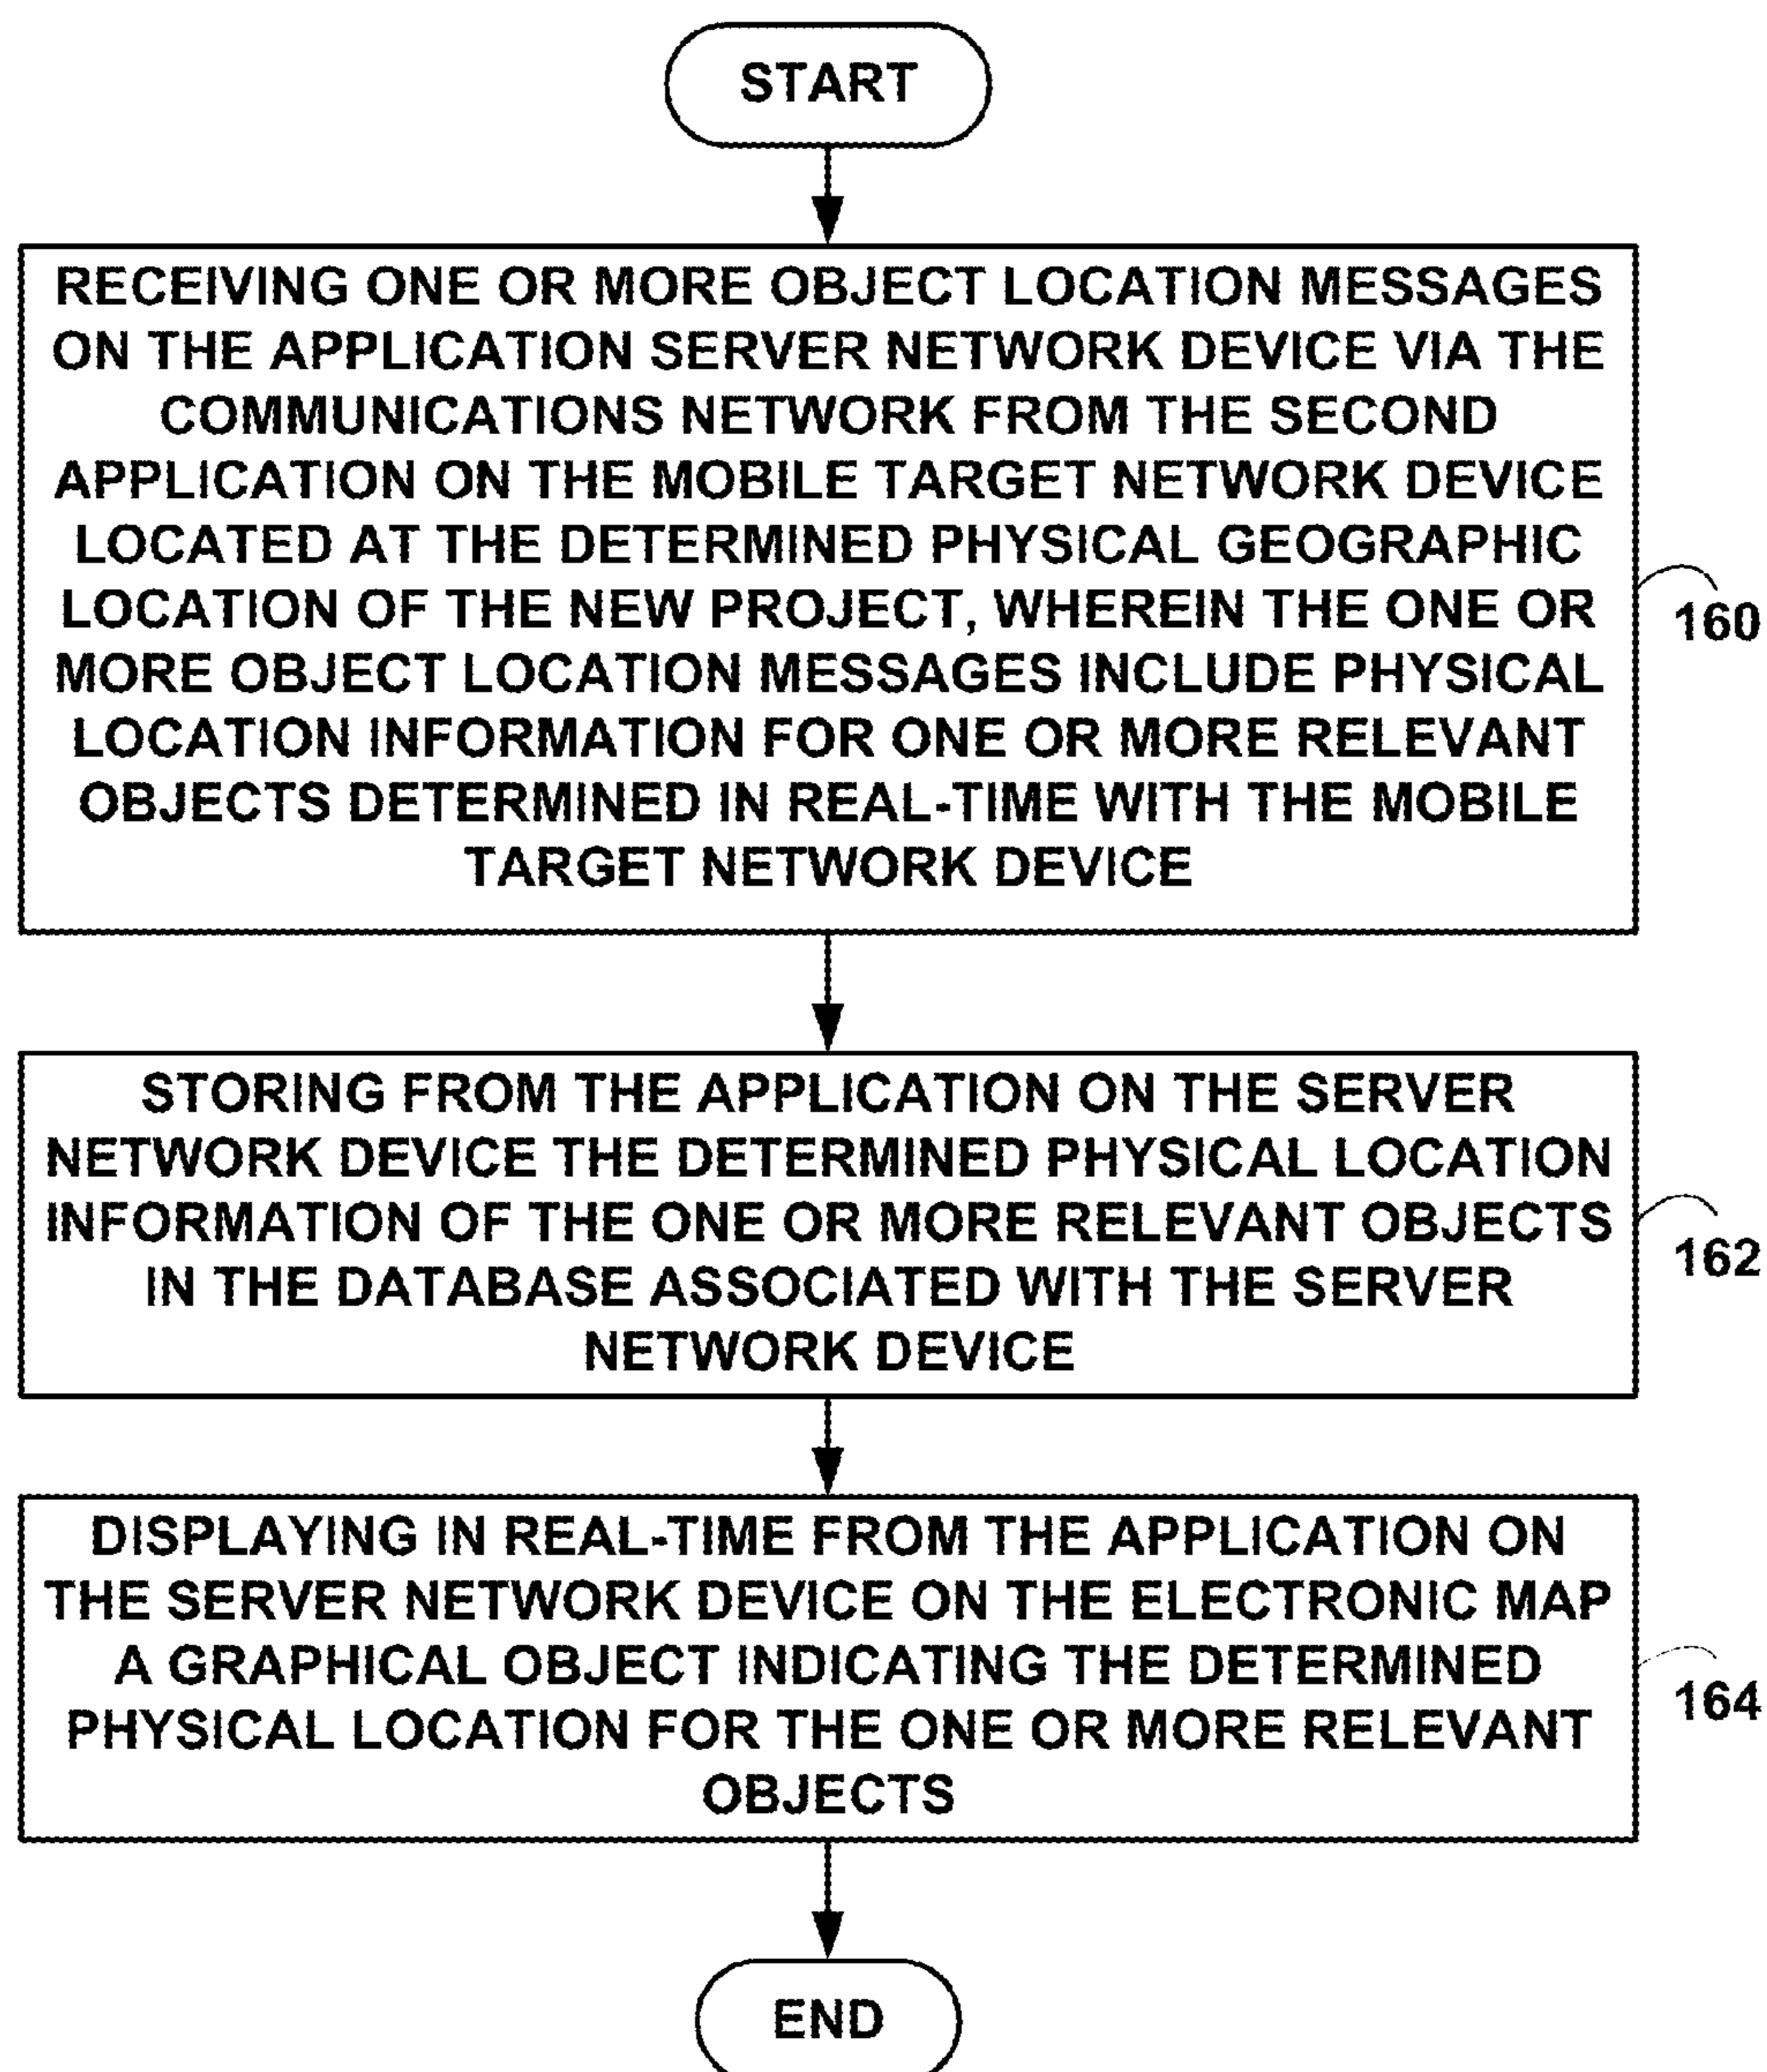 START
RECEIVING ONE OR MORE OBJECT LOCATION MESSAGES
ON THE APPLICATION SERVER NETWORK DEVICE VIA THE
COMMUNICATIONS NETWORK FROM THE SECOND
APPLICATION ON THE MOBILE TARGET NETWORK DEVICE
LOCATED AT THE DETERMINED PHYSICAL GEOGRAPHIC
LOCATION OF THE NEW PROJECT, WHEREIN THE ONE OR
MORE OBJECT LOCATION MESSAGES INCLUDE PHYSICAL
LOCATION INFORMATION FOR ONE OR MORE RELEVANT
OBJECTS DETERMINED IN REAL-TIME WITH THE MOBILE
TARGET NETWORK DEVICE
160
STORING FROM THE APPLICATION ON THE SERVER
NETWORK DEVICE THE DETERMINED PHYSICAL LOCATION
INFORMATION OF THE ONE OR MORE RELEVANT OBJECTS
IN THE DATABASE ASSOCIATED WITH THE SERVER
NETWORK DEVICE
162
DISPLAYING IN REAL-TIME FROM THE APPLICATION ON
THE SERVER NETWORK DEVICE ON THE ELECTRONIC MAP
A GRAPHICAL OBJECT INDICATING THE DETERMINED
PHYSICAL LOCATION FOR THE ONE OR MORE RELEVANT
OBJECTS
164
END